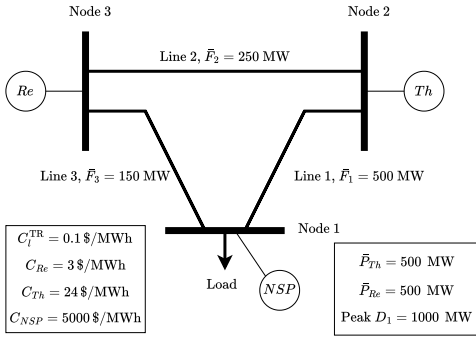 Node 3
Node 2
Line 2, F̄₂ = 250 MW
Re
Th
Line 3, F̄₃ = 150 MW
Line 1, F̄₁ = 500 MW
Node 1
Load
NSP
C_l^TR = 0.1 $/MWh
C_Re = 3 $/MWh
C_Th = 24 $/MWh
C_NSP = 5000 $/MWh
P̄_Th = 500 MW
P̄_Re = 500 MW
Peak D₁ = 1000 MW